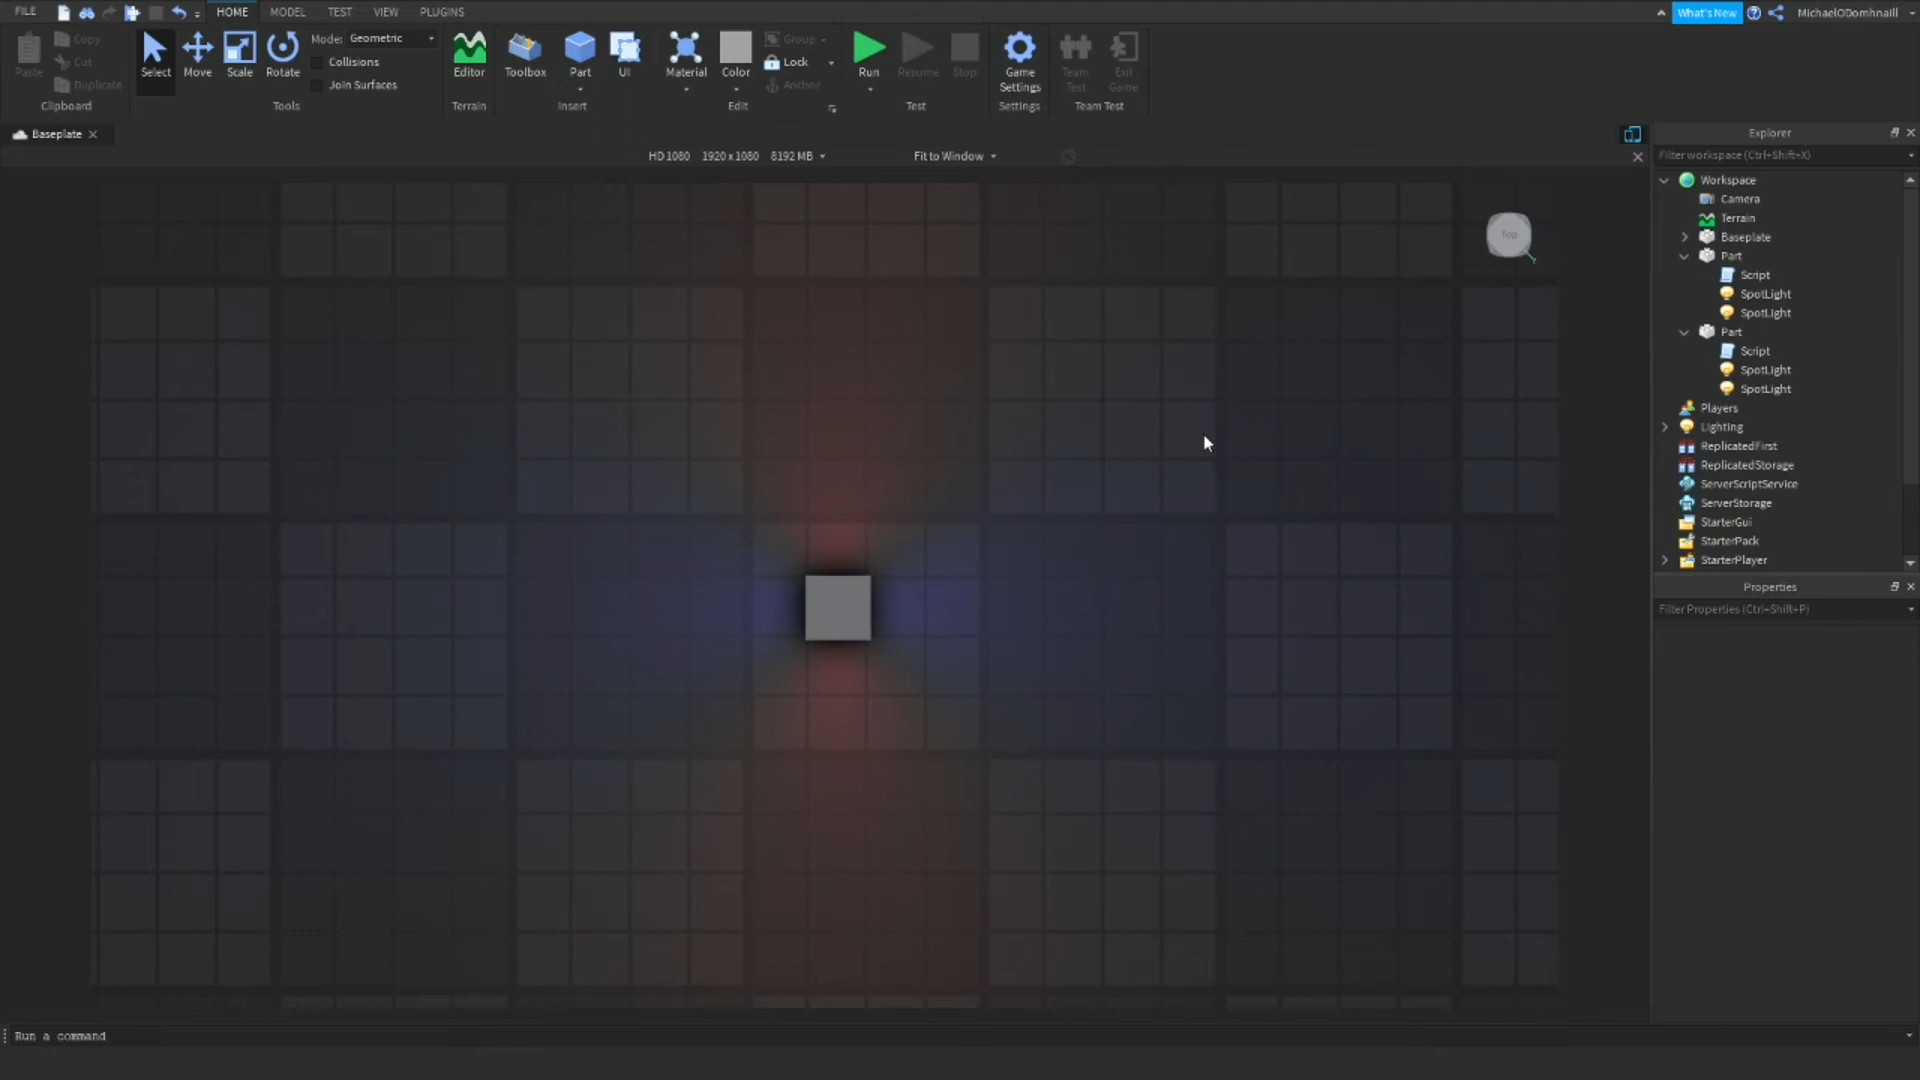 FILE HOME MODEL TEST VIEW PLUGINS What's New MichaelODomhnaill
Paste Copy Cut Duplicate Clipboard
Select Move Scale Rotate Mode: Geometric Collisions Join Surfaces Tools
Editor Terrain
Toolbox Part UI Insert
Material Color Group Lock Anchor Edit
Run Resume Stop Test
Game Settings Settings
Team Test Exit Game Team Test
Baseplate
HD 1080 1920 x 1080 8192 MB Fit to Window
Top
Explorer
Filter workspace (Ctrl+Shift+X)
Workspace
Camera
Terrain
Baseplate
Part
Script
SpotLight
SpotLight
Part
Script
SpotLight
SpotLight
Players
Lighting
ReplicatedFirst
ReplicatedStorage
ServerScriptService
ServerStorage
StarterGui
StarterPack
StarterPlayer
Properties
Filter Properties (Ctrl+Shift+P)
Run a command